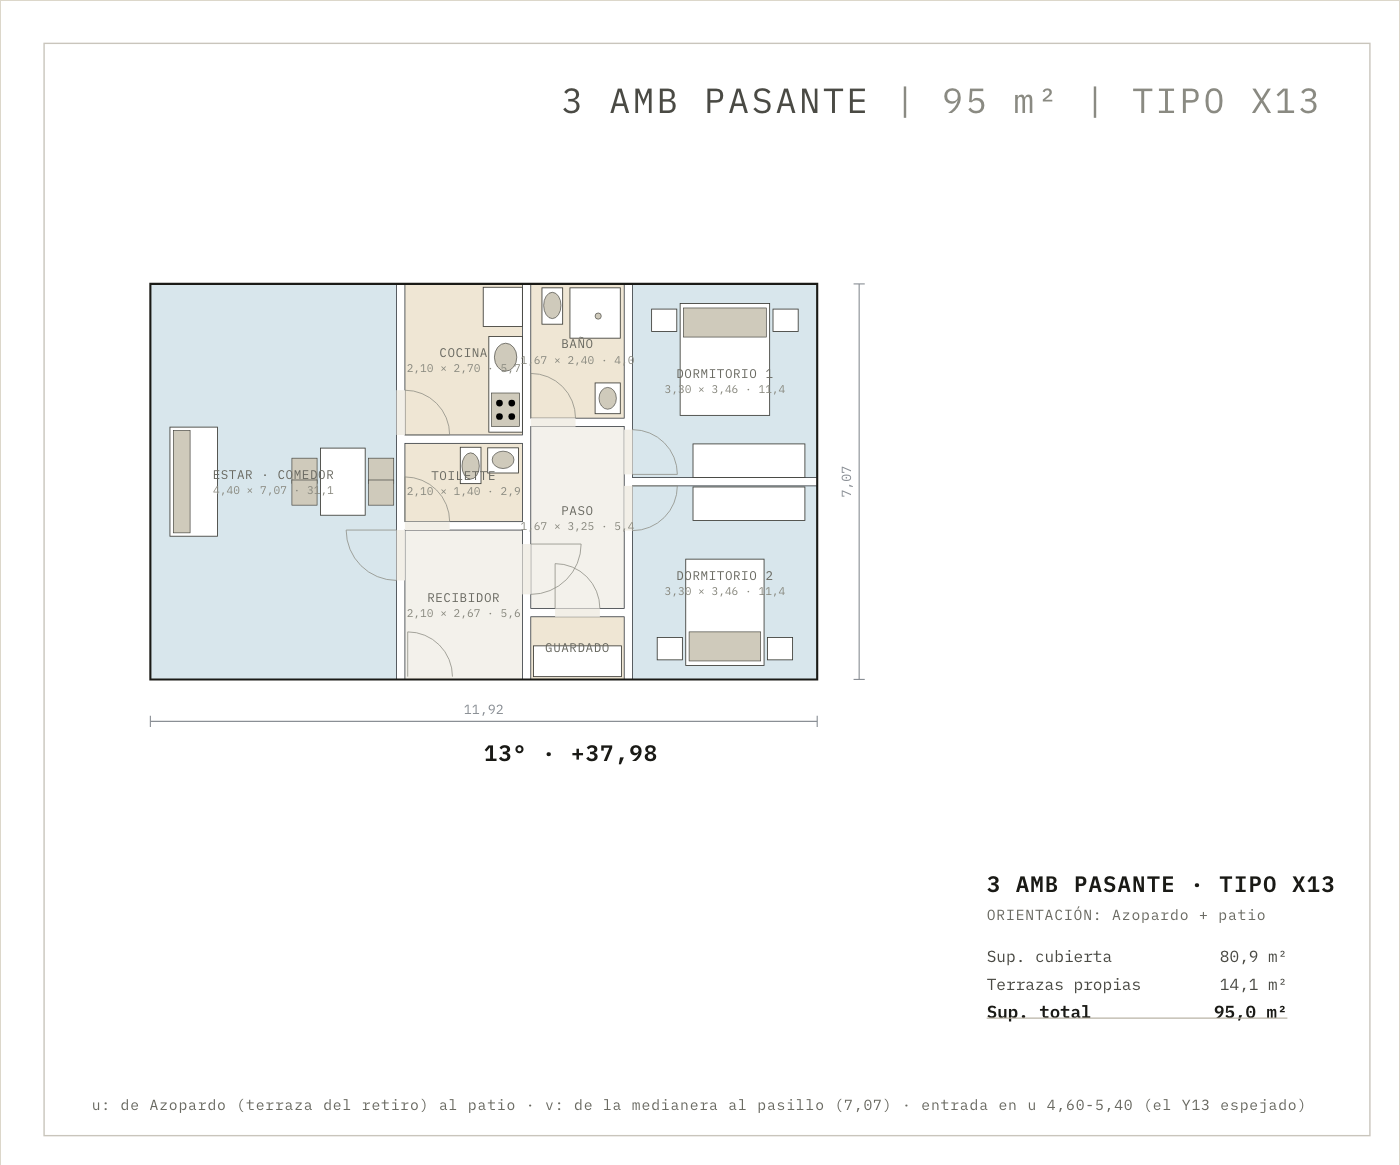 3 AMB PASANTE | 95 m² | TIPO X13
COCINA
2,10 × 2,70 · 5,7
BAÑO
1,67 × 2,40 · 4,0
DORMITORIO 1
3,30 × 3,46 · 11,4
ESTAR · COMEDOR
4,40 × 7,07 · 31,1
TOILETTE
2,10 × 1,40 · 2,9
PASO
1,67 × 3,25 · 5,4
7,07
RECIBIDOR
2,10 × 2,67 · 5,6
DORMITORIO 2
3,30 × 3,46 · 11,4
GUARDADO
11,92
13° · +37,98
3 AMB PASANTE · TIPO X13
ORIENTACIÓN: Azopardo + patio
Sup. cubierta 80,9 m²
Terrazas propias 14,1 m²
Sup. total 95,0 m²
u: de Azopardo (terraza del retiro) al patio · v: de la medianera al pasillo (7,07) · entrada en u 4,60-5,40 (el Y13 espejado)